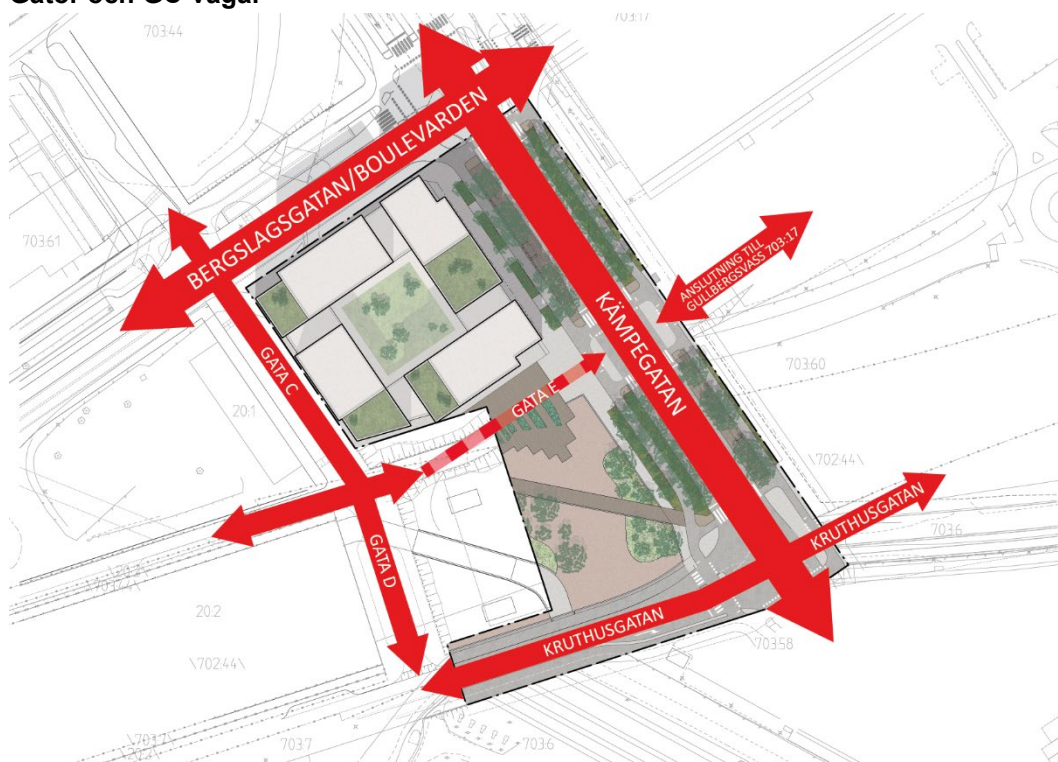 Gator och GC-vägar
703:44
703:17
BERGSLAGSGATAN/BOULEVARDEN
703:61
ANSLUTNING TILL
GULLBERGSVASS 703:17
KÄMPEGATAN
GATA C
703:60
GATA E
20:1
\702:44\
KRUTHUSGATAN
703:6
GATA D
20:2
KRUTHUSGATAN
703:58
\702:44\
703:7
703:6